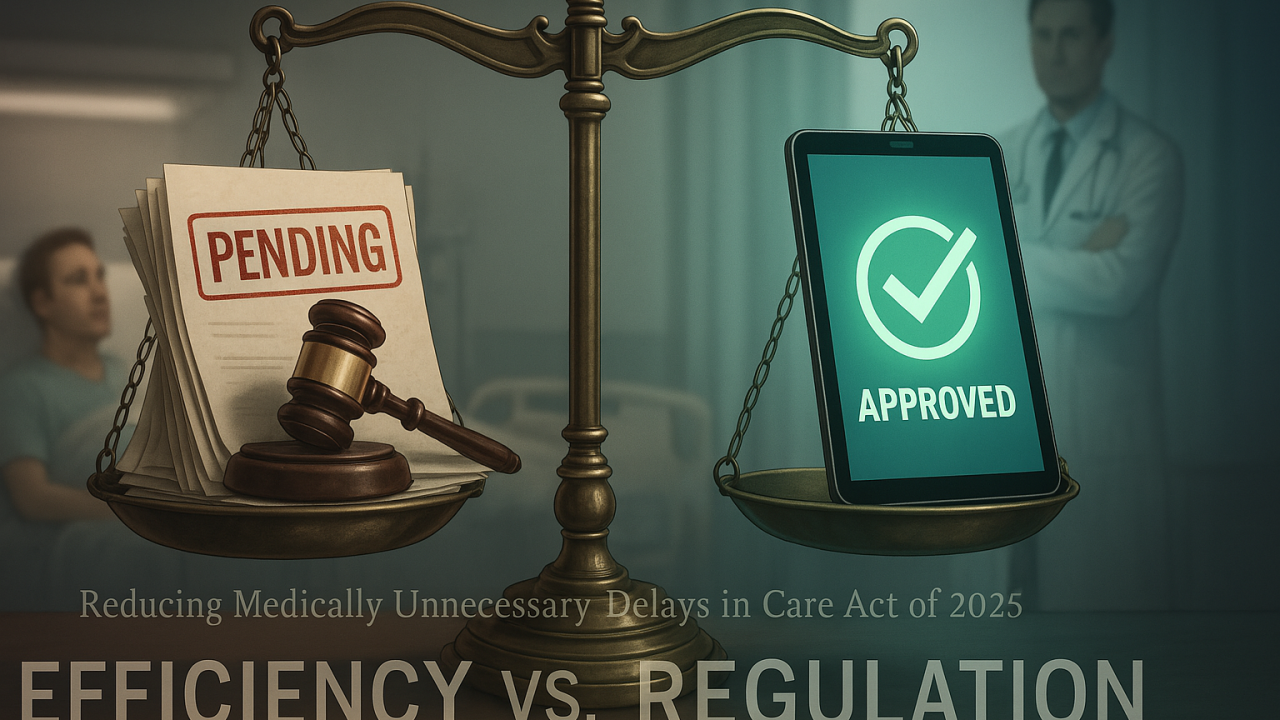 PENDING
APPROVED
Reducing Medically Unnecessary Delays in Care Act of 2025
EFFICIENCY VS. REGULATION